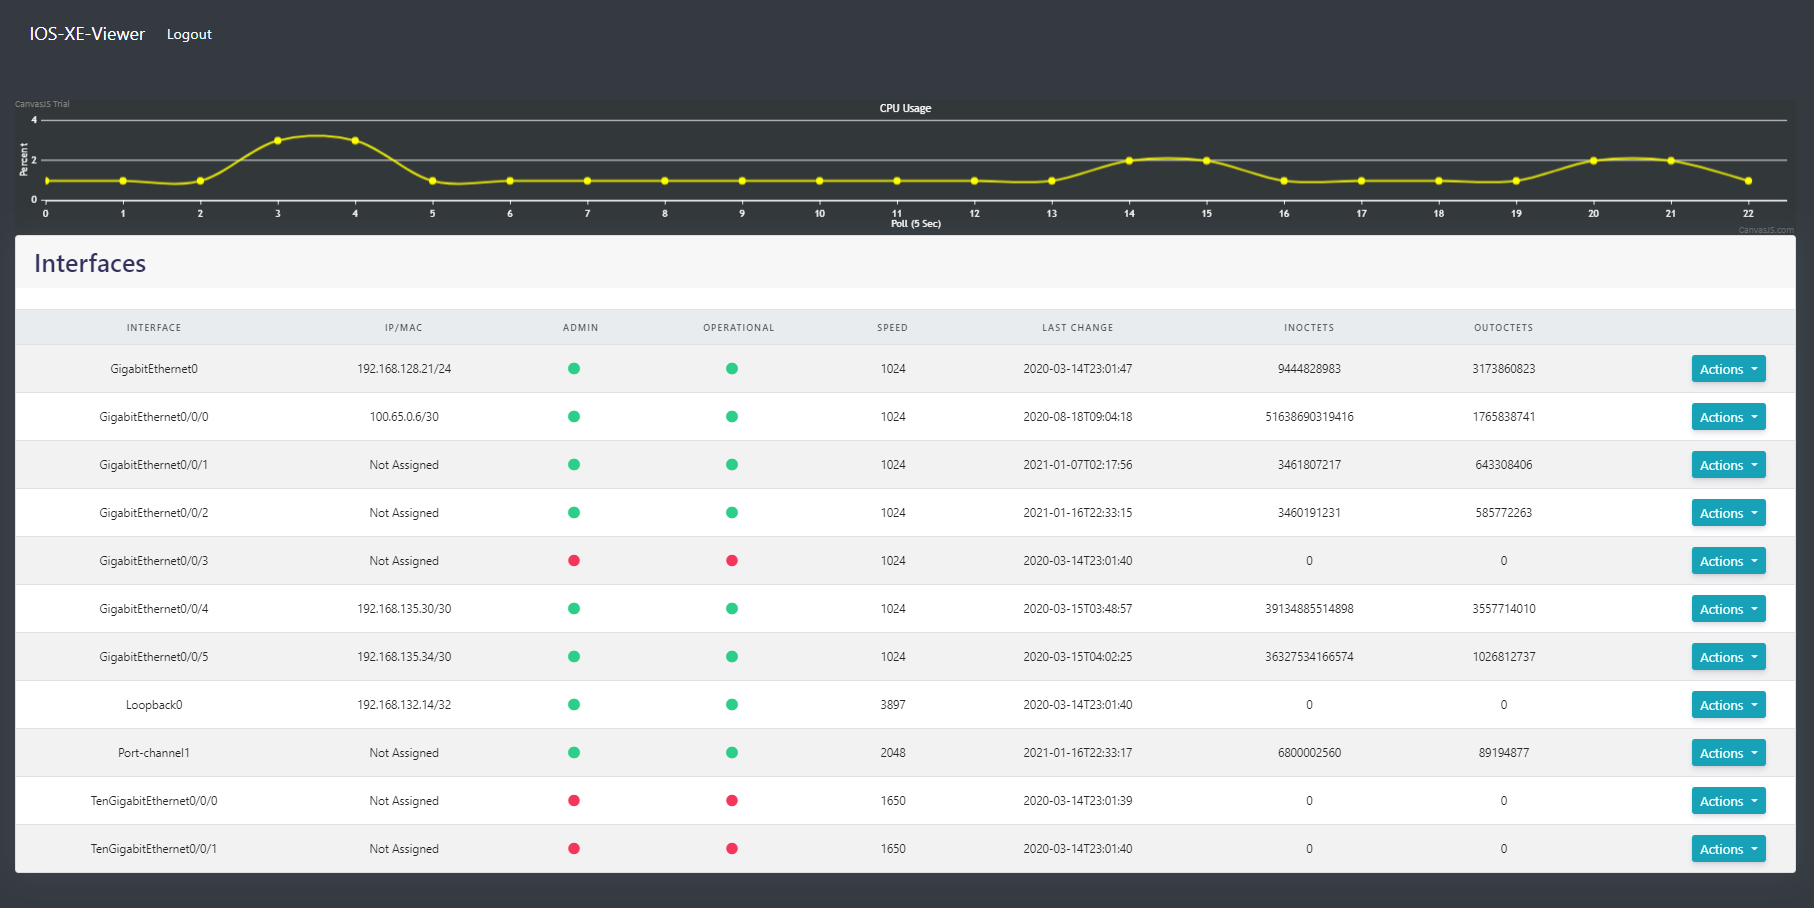 IOS-XE-Viewer Logout
CanvasJS Trial
CPU Usage
4
2
0
Percent
0 1 2 3 4 5 6 7 8 9 10 11 12 13 14 15 16 17 18 19 20 21 22
Poll (5 Sec)
CanvasJS.com
Interfaces
INTERFACE IP/MAC ADMIN OPERATIONAL SPEED LAST CHANGE INOCTETS OUTOCTETS
GigabitEthernet0 192.168.128.21/24 1024 2020-03-14T23:01:47 9444828983 3173860823 Actions
GigabitEthernet0/0/0 100.65.0.6/30 1024 2020-08-18T09:04:18 51638690319416 1765838741 Actions
GigabitEthernet0/0/1 Not Assigned 1024 2021-01-07T02:17:56 3461807217 643308406 Actions
GigabitEthernet0/0/2 Not Assigned 1024 2021-01-16T22:33:15 3460191231 585772263 Actions
GigabitEthernet0/0/3 Not Assigned 1024 2020-03-14T23:01:40 0 0 Actions
GigabitEthernet0/0/4 192.168.135.30/30 1024 2020-03-15T03:48:57 39134885514898 3557714010 Actions
GigabitEthernet0/0/5 192.168.135.34/30 1024 2020-03-15T04:02:25 36327534166574 1026812737 Actions
Loopback0 192.168.132.14/32 3897 2020-03-14T23:01:40 0 0 Actions
Port-channel1 Not Assigned 2048 2021-01-16T22:33:17 6800002560 89194877 Actions
TenGigabitEthernet0/0/0 Not Assigned 1650 2020-03-14T23:01:39 0 0 Actions
TenGigabitEthernet0/0/1 Not Assigned 1650 2020-03-14T23:01:40 0 0 Actions